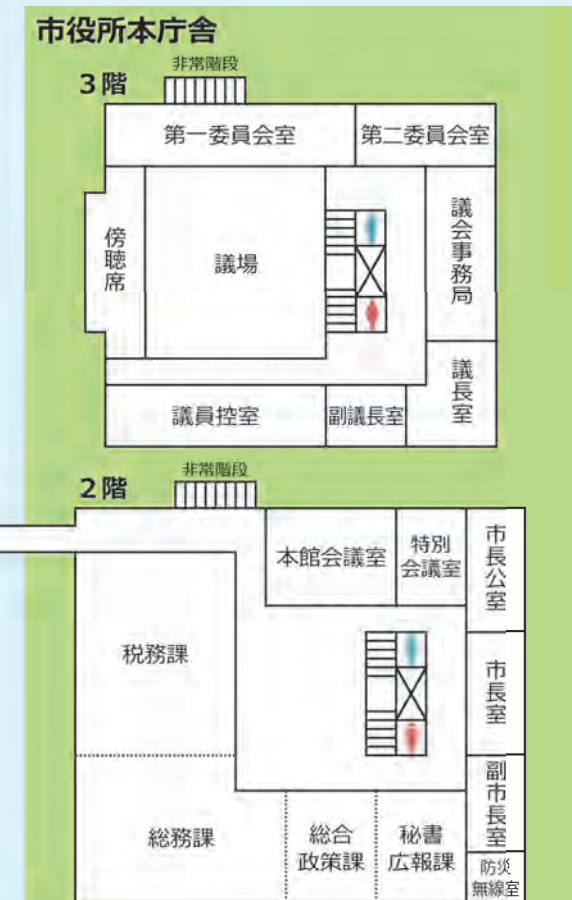 市役所本庁舎
非常階段
3階
第一委員会室
第二委員会室
傍聴席
議場
議会事務局
議長室
議員控室
副議長室
非常階段
2階
本館会議室
特別
会議室
市長公室
税務課
市長室
副市長室
総務課
総合
政策課
秘書
広報課
防災
無線室